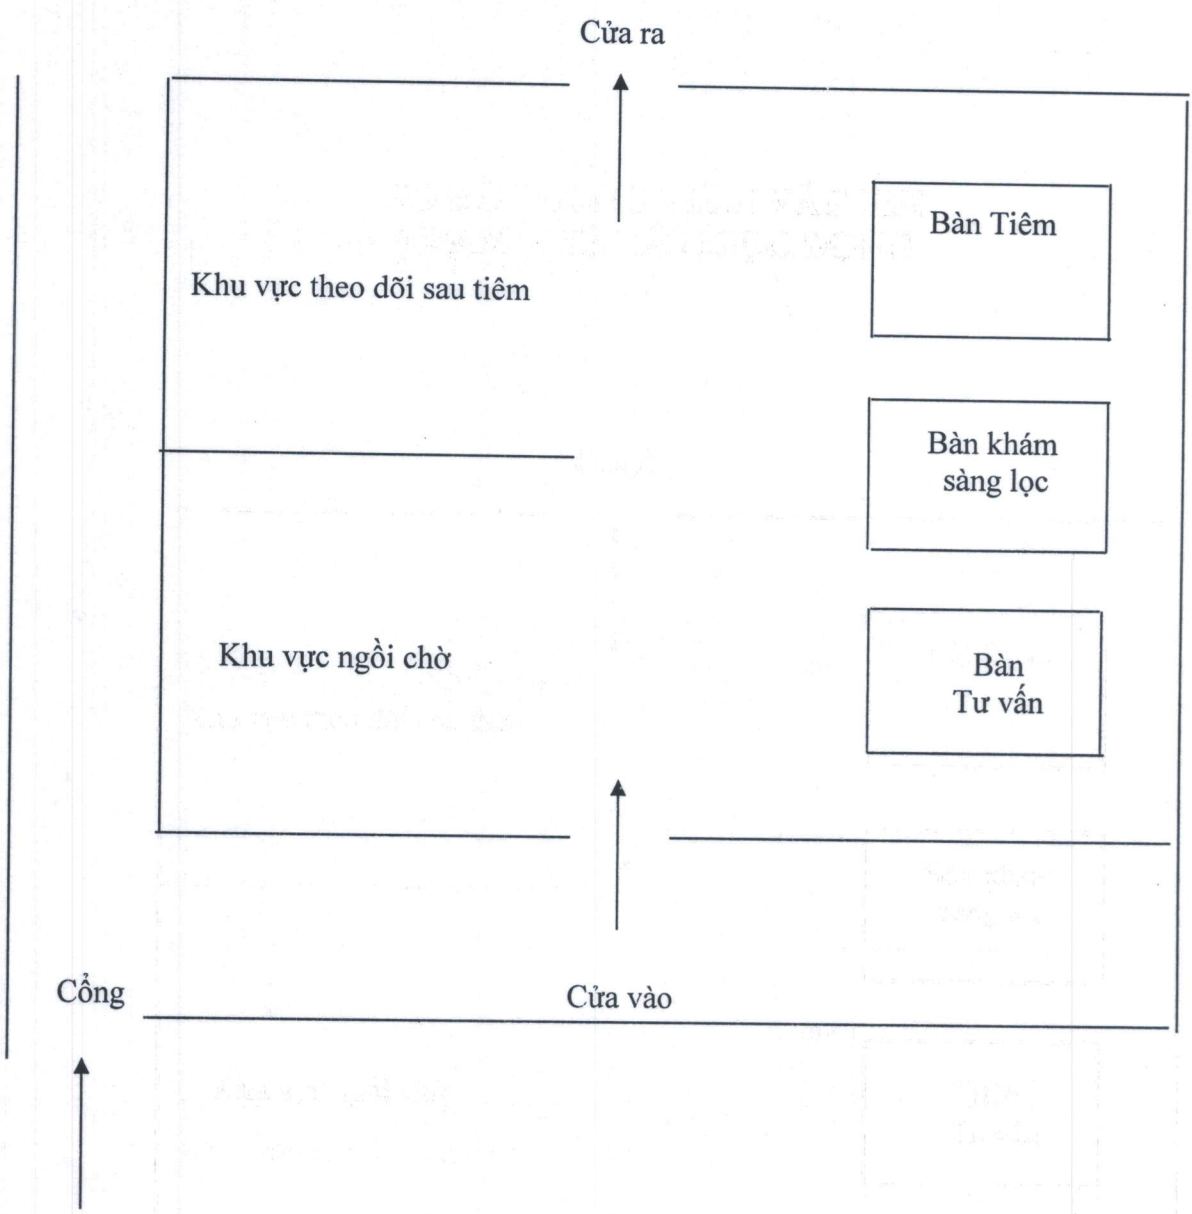 Cửa ra
Bàn Tiêm
Khu vực theo dõi sau tiêm
Bàn khám
sàng lọc
Khu vực ngồi chờ
Bàn
Tư vấn
Cổng
Cửa vào